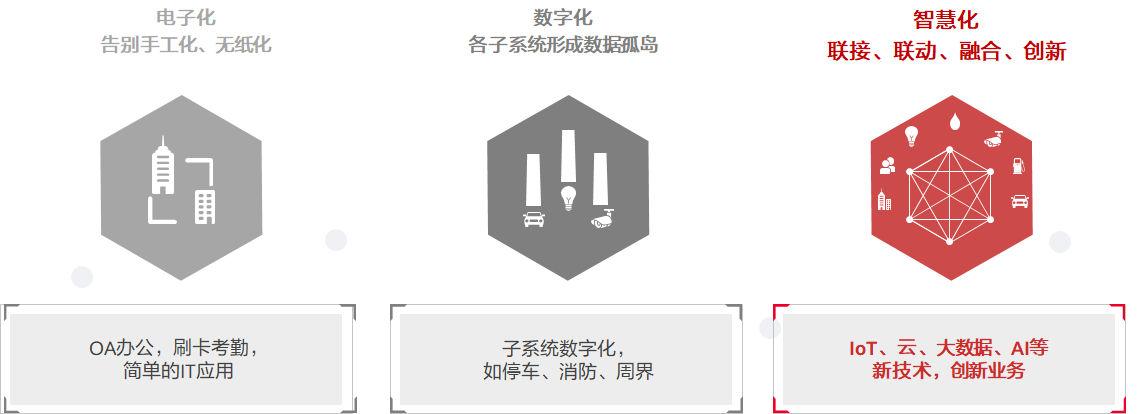 电子化
告别手工化、无纸化
数字化
各子系统形成数据孤岛
智慧化
联接、联动、融合、创新
OA办公，刷卡考勤，
简单的IT应用
子系统数字化，
如停车、消防、周界
IoT、云、大数据、AI等
新技术，创新业务